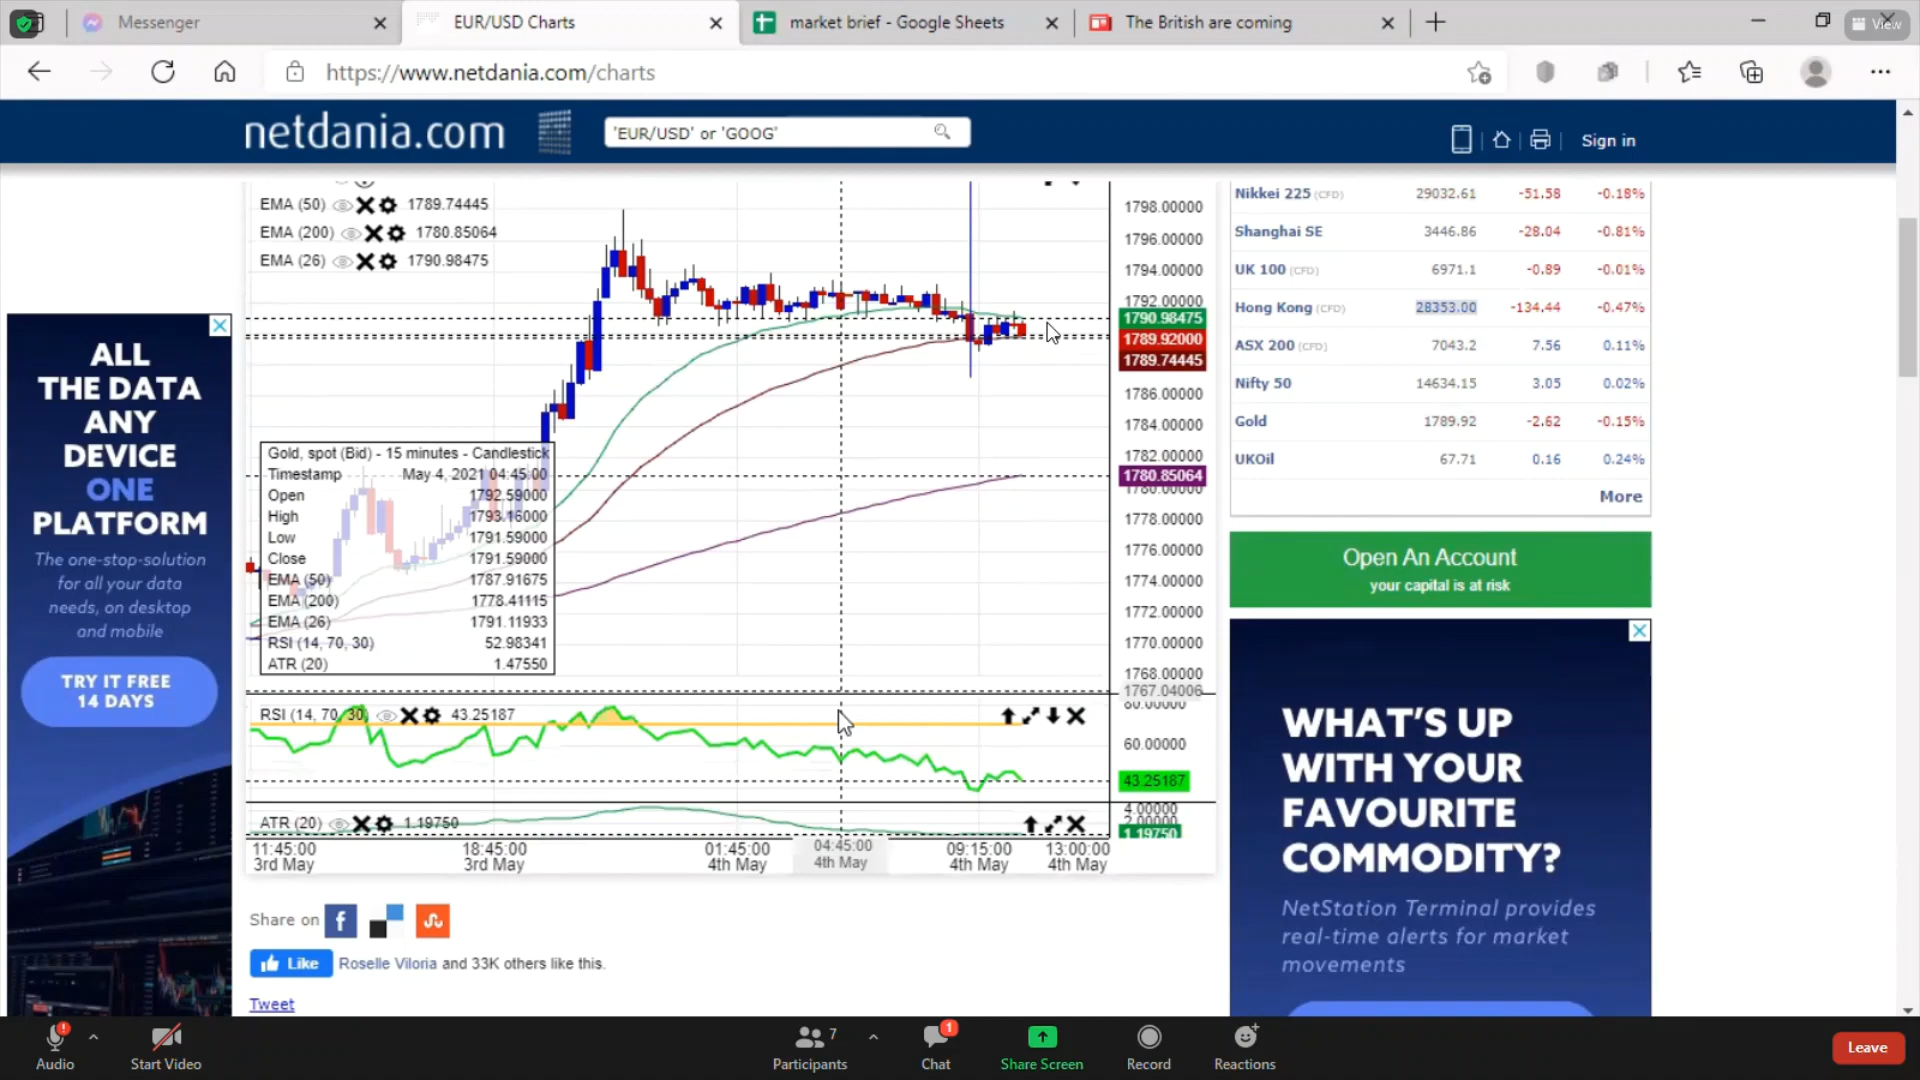 Messenger
EUR/USD Charts
market brief - Google Sheets
The British are coming
View
https://www.netdania.com/charts
netdania.com
'EUR/USD' or 'GOOG'
Sign in
EMA (50) 1789.74445
EMA (200) 1780.85064
EMA (26) 1790.98475
1798.00000
1796.00000
1794.00000
1792.00000
1790.98475
1789.92000
1789.74445
1786.00000
1784.00000
1782.00000
1780.85064
1780.00000
1778.00000
1776.00000
1774.00000
1772.00000
1770.00000
1768.00000
1767.04006
Gold, spot (Bid) - 15 minutes - Candlestick
Timestamp May 4, 2021 04:45:00
Open 1792.59000
High 1793.16000
Low 1791.59000
Close 1791.59000
EMA (50) 1787.91675
EMA (200) 1778.41115
EMA (26) 1791.11933
RSI (14, 70, 30) 52.98341
ATR (20) 1.47550
RSI (14, 70, 30) 43.25187
80.00000
60.00000
43.25187
ATR (20) 1.19750
4.00000
2.00000
1.19750
11:45:00 18:45:00 01:45:00 04:45:00 09:15:00 13:00:00
3rd May 3rd May 4th May 4th May 4th May 4th May
Nikkei 225 (CFD) 29032.61 -51.58 -0.18%
Shanghai SE 3446.86 -28.04 -0.81%
UK 100 (CFD) 6971.1 -0.89 -0.01%
Hong Kong (CFD) 28353.00 -134.44 -0.47%
ASX 200 (CFD) 7043.2 7.56 0.11%
Nifty 50 14634.15 3.05 0.02%
Gold 1789.92 -2.62 -0.15%
UKOil 67.71 0.16 0.24%
More
Open An Account
your capital is at risk
ALL
THE DATA
ANY
DEVICE
ONE
PLATFORM
The one-stop-solution
for all your data
needs, on desktop
and mobile
TRY IT FREE
14 DAYS
WHAT'S UP
WITH YOUR
FAVOURITE
COMMODITY?
NetStation Terminal provides
real-time alerts for market
movements
Share on
Like Roselle Viloria and 33K others like this.
Tweet
Audio
Start Video
7
Participants
1
Chat
Share Screen
Record
Reactions
Leave